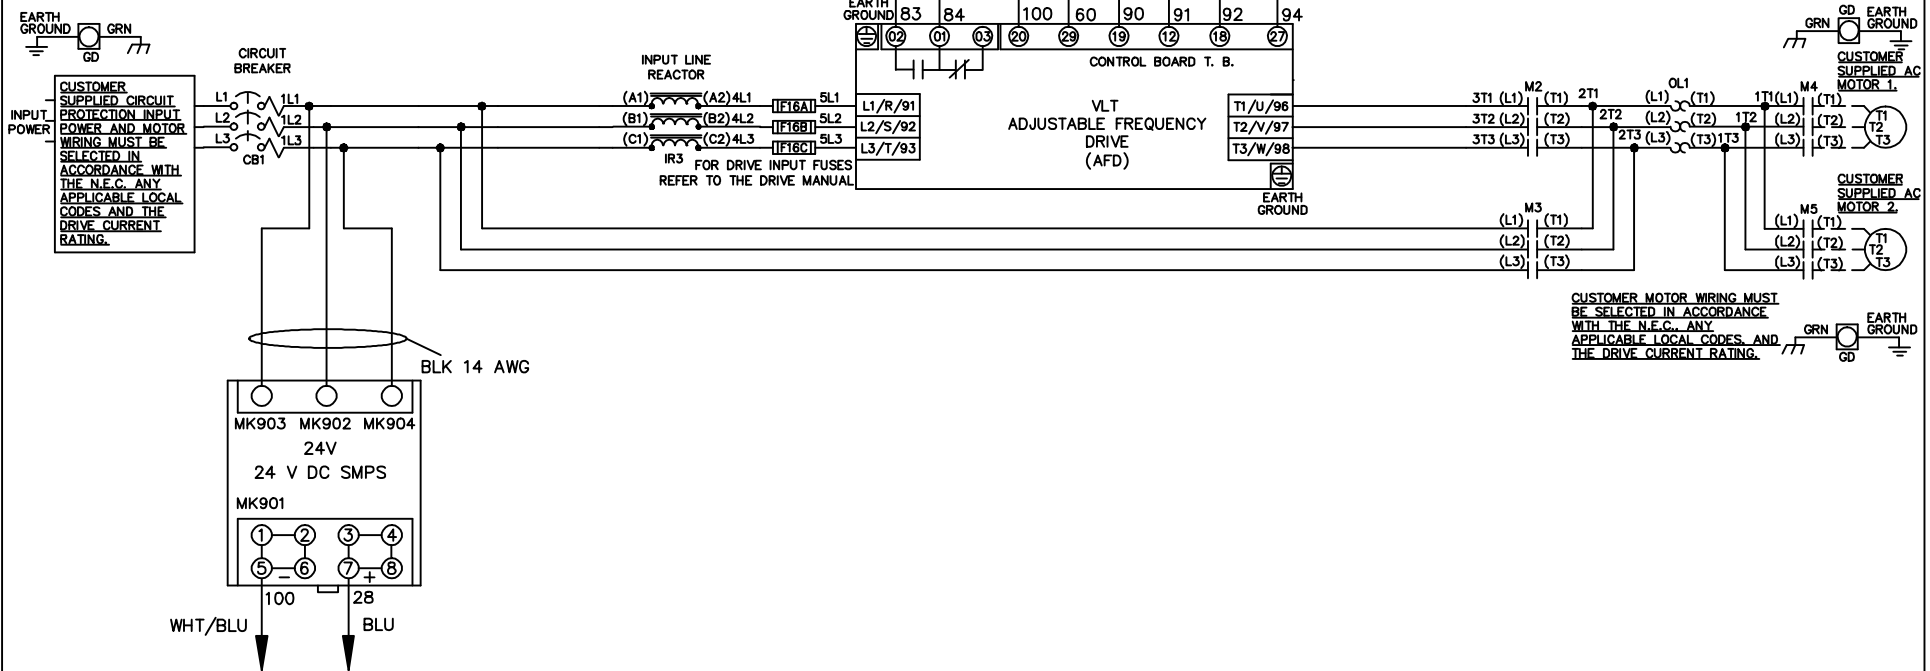 EARTH
GROUND
GRN
GD
CIRCUIT
BREAKER
INPUT
POWER
CUSTOMER
SUPPLIED CIRCUIT
PROTECTION INPUT
POWER AND MOTOR
WIRING MUST BE
SELECTED IN
ACCORDANCE WITH
THE N.E.C. ANY
APPLICABLE LOCAL
CODES AND THE
DRIVE CURRENT
RATING.
L1 1L1
L2 1L2
L3 1L3
CB1
INPUT LINE
REACTOR
(A1) (A2) 4L1 F16A 5L1
(B1) (B2) 4L2 F16B 5L2
(C1) (C2) 4L3 F16C 5L3
IR3
FOR DRIVE INPUT FUSES
REFER TO THE DRIVE MANUAL
EARTH
GROUND
83 84 100 60 90 91 92 94
02 01 03 20 29 19 12 18 27
CONTROL BOARD T. B.
L1/R/91
L2/S/92
L3/T/93
VLT
ADJUSTABLE FREQUENCY
DRIVE
(AFD)
T1/U/96
T2/V/97
T3/W/98
EARTH
GROUND
M2
3T1 (L1) (T1) 2T1
3T2 (L2) (T2) 2T2
3T3 (L3) (T3) 2T3
M3
(L1) (T1)
(L2) (T2)
(L3) (T3)
OL1
(L1) (T1) 1T1
(L2) (T2) 1T2
(L3) (T3) 1T3
GD
GRN
EARTH
GROUND
CUSTOMER
SUPPLIED AC
MOTOR 1.
M4
(L1) (T1) T1
(L2) (T2) T2
(L3) (T3) T3
CUSTOMER
SUPPLIED AC
MOTOR 2.
M5
(L1) (T1) T1
(L2) (T2) T2
(L3) (T3) T3
CUSTOMER MOTOR WIRING MUST
BE SELECTED IN ACCORDANCE
WITH THE N.E.C., ANY
APPLICABLE LOCAL CODES, AND
THE DRIVE CURRENT RATING.
GRN
GD
EARTH
GROUND
BLK 14 AWG
MK903 MK902 MK904
24V
24 V DC SMPS
MK901
1 2 3 4
5 6 7 8
- +
100 28
WHT/BLU BLU